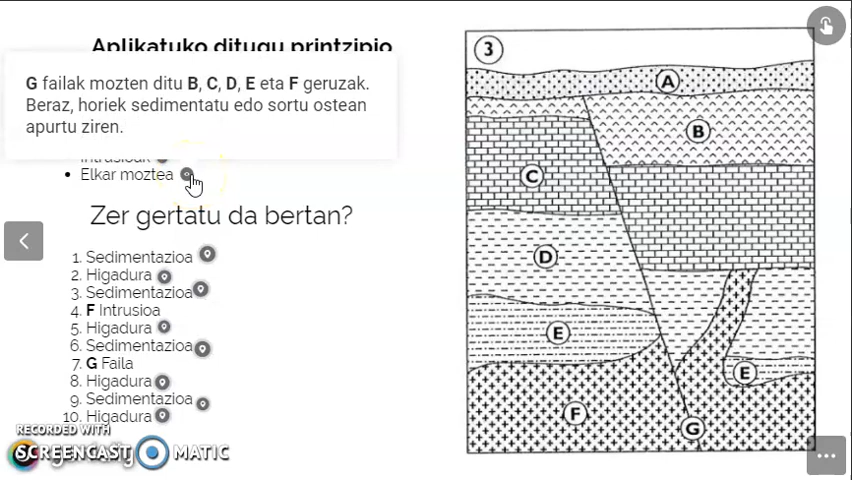 Aplikatuko ditugu printzipio
G failak mozten ditu B, C, D, E eta F geruzak.
Beraz, horiek sedimentatu edo sortu ostean
apurtu ziren.
Intrusioak
Elkar moztea
Zer gertatu da bertan?
1. Sedimentazioa
2. Higadura
3. Sedimentazioa
4. F Intrusioa
5. Higadura
6. Sedimentazioa
7. G Faila
8. Higadura
9. Sedimentazioa
10. Higadura
RECORDED WITH
SCREENCAST MATIC
3
A
B
C
D
E
E
F
G